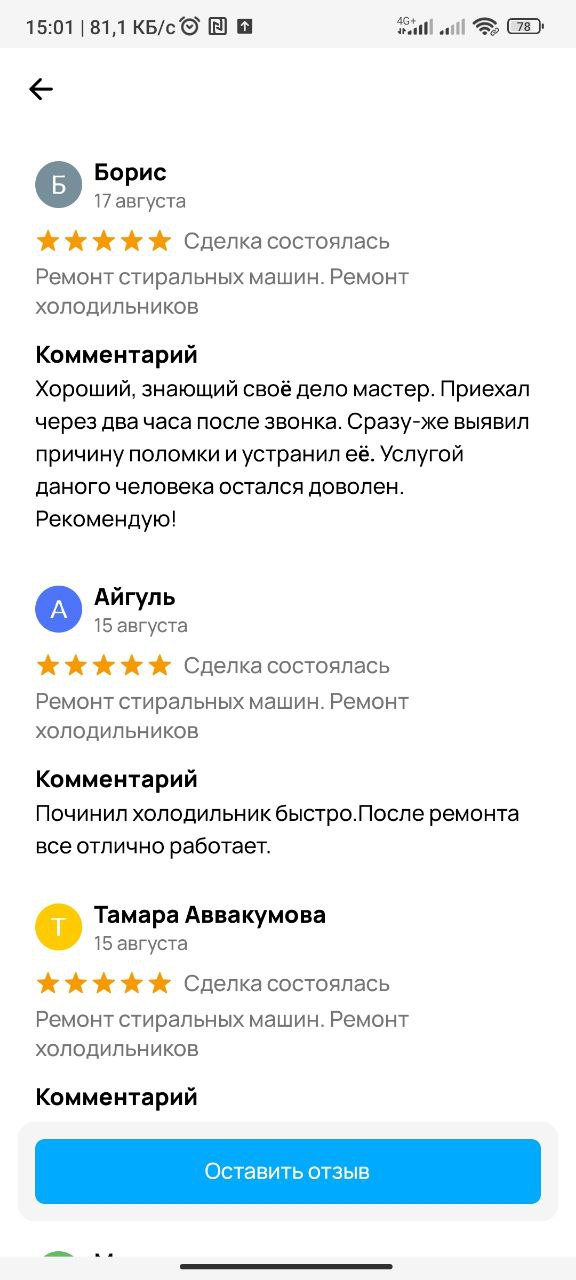 15:01 | 81,1 КБ/с
4G+
78
Б
Борис
17 августа
Сделка состоялась
Ремонт стиральных машин. Ремонт
холодильников
Комментарий
Хороший, знающий своё дело мастер. Приехал
через два часа после звонка. Сразу-же выявил
причину поломки и устранил её. Услугой
даного человека остался доволен.
Рекомендую!
А
Айгуль
15 августа
Сделка состоялась
Ремонт стиральных машин. Ремонт
холодильников
Комментарий
Починил холодильник быстро.После ремонта
все отлично работает.
Т
Тамара Аввакумова
15 августа
Сделка состоялась
Ремонт стиральных машин. Ремонт
холодильников
Комментарий
Оставить отзыв